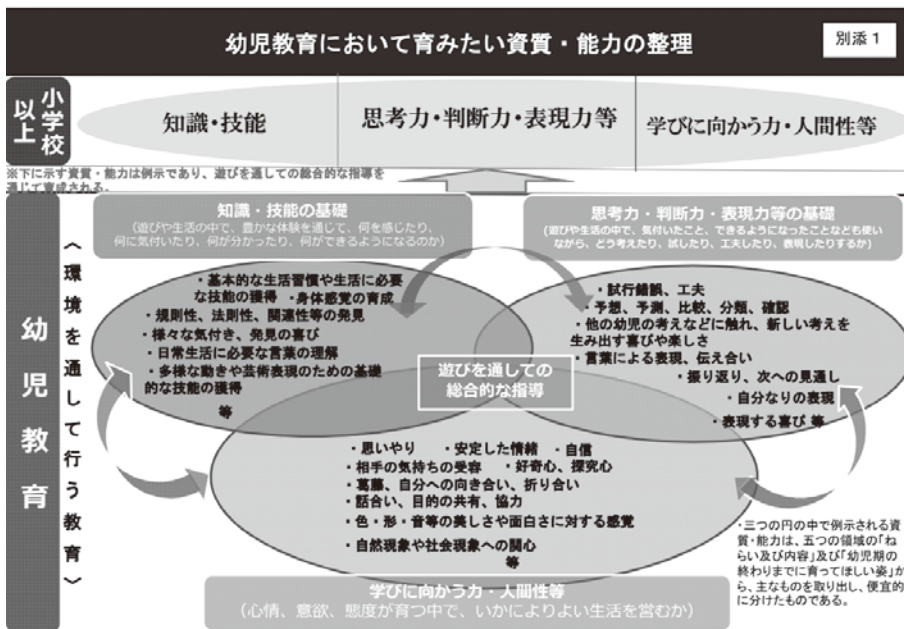 幼児教育において育みたい資質・能力の整理
別添１
小学校
以上
知識・技能
思考力・判断力・表現力等
学びに向かう力・人間性等
※下に示す資質・能力は例示であり、遊びを通しての総合的な指導を
通じて育成される。
幼児教育
〈環境を通して行う教育〉
知識・技能の基礎
(遊びや生活の中で、豊かな体験を通じて、何を感じたり、
何に気付いたり、何が分かったり、何ができるようになるのか)
思考力・判断力・表現力等の基礎
(遊びや生活の中で、気付いたこと、できるようになったことなども使い
ながら、どう考えたり、試したり、工夫したり、表現したりするか)
・基本的な生活習慣や生活に必要
な技能の獲得 ・身体感覚の育成
・規則性、法則性、関連性等の発見
・様々な気付き、発見の喜び
・日常生活に必要な言葉の理解
・多様な動きや芸術表現のための基礎
的な技能の獲得
等
・試行錯誤、工夫
・予想、予測、比較、分類、確認
・他の幼児の考えなどに触れ、新しい考えを
生み出す喜びや楽しさ
・言葉による表現、伝え合い
・振り返り、次への見通し
・自分なりの表現
・表現する喜び 等
遊びを通しての
総合的な指導
・思いやり ・安定した情緒 ・自信
・相手の気持ちの受容 ・好奇心、探究心
・葛藤、自分への向き合い、折り合い
・話合い、目的の共有、協力
・色・形・音等の美しさや面白さに対する感覚
・自然現象や社会現象への関心
等
・三つの円の中で例示される資
質・能力は、五つの領域の「ね
らい及び内容」及び「幼児期の
終わりまでに育ってほしい姿」か
ら、主なものを取り出し、便宜的
に分けたものである。
学びに向かう力・人間性等
(心情、意欲、態度が育つ中で、いかによりよい生活を営むか)